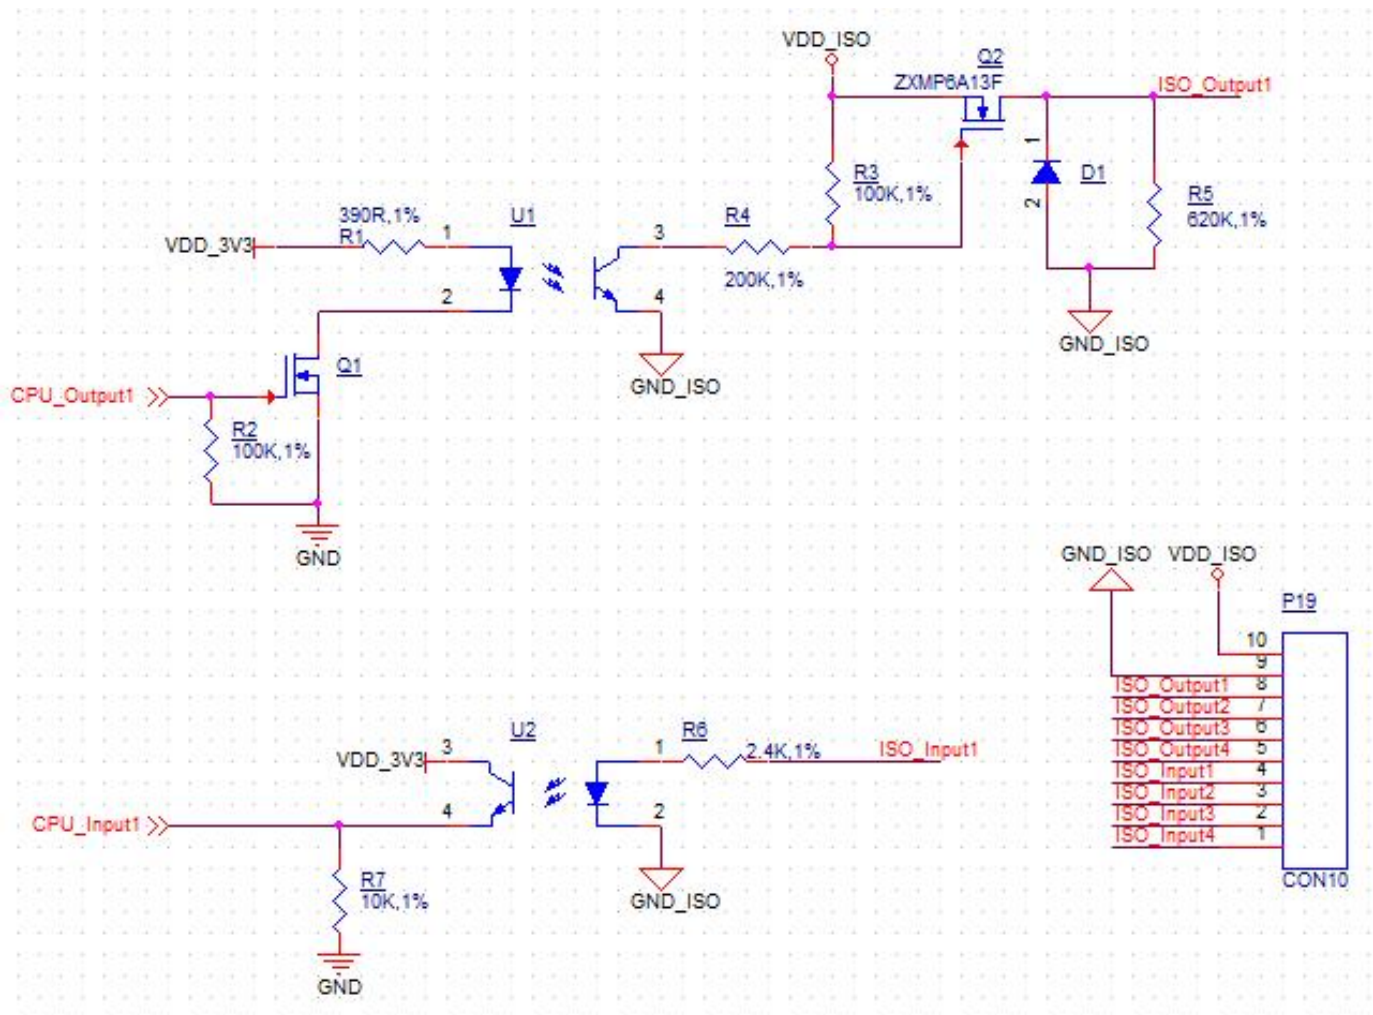 VDD_ISO
Q2
ZXMP6A13F
ISO_Output1
1
R3
100K,1%
D1
2
R5
620K,1%
390R,1%
R1
VDD_3V3
1
U1
3
R4
200K,1%
2
4
GND_ISO
GND_ISO
Q1
CPU_Output1
R2
100K,1%
GND
GND_ISO
VDD_ISO
P19
10
9
ISO_Output1 8
ISO_Output2 7
ISO_Output3 6
ISO_Output4 5
ISO_Input1 4
ISO_Input2 3
ISO_Input3 2
ISO_Input4 1
CON10
U2
VDD_3V3
3
1
R6
2.4K,1%
ISO_Input1
CPU_Input1
4
2
R7
10K,1%
GND_ISO
GND